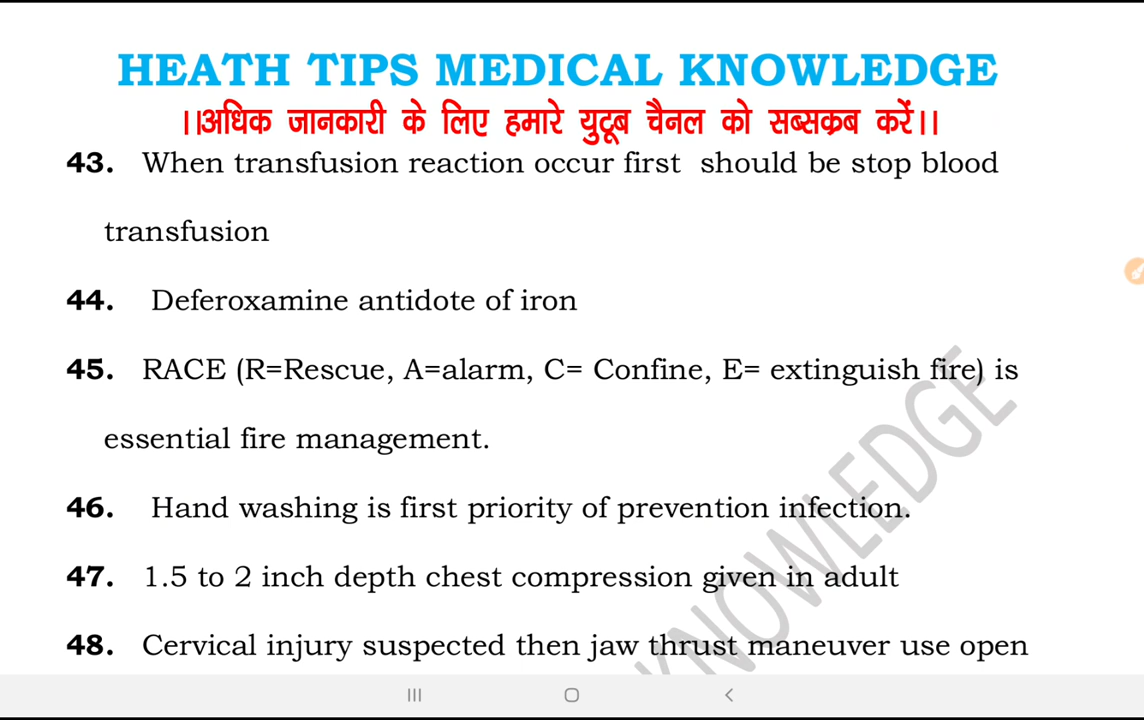 HEATH TIPS MEDICAL KNOWLEDGE
||अधिक जानकारी के लिए हमारे युटूब चैनल को सब्सक्रब करें||
43. When transfusion reaction occur first should be stop blood
transfusion
44. Deferoxamine antidote of iron
45. RACE (R=Rescue, A=alarm, C= Confine, E= extinguish fire) is
essential fire management.
46. Hand washing is first priority of prevention infection.
47. 1.5 to 2 inch depth chest compression given in adult
48. Cervical injury suspected then jaw thrust maneuver use open
KNOWLEDGE